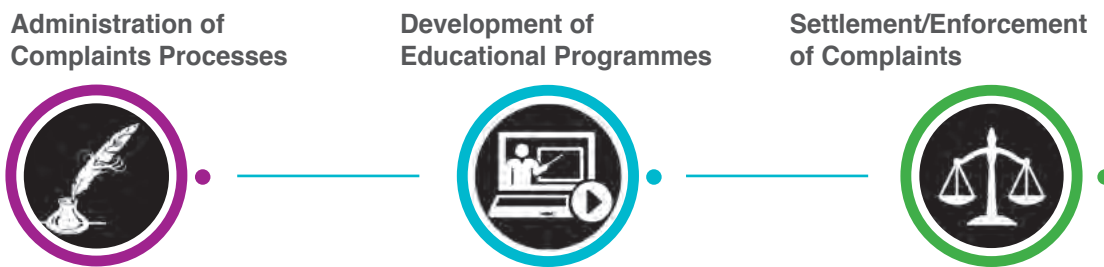 Administration of
Complaints Processes
Development of
Educational Programmes
Settlement/Enforcement
of Complaints